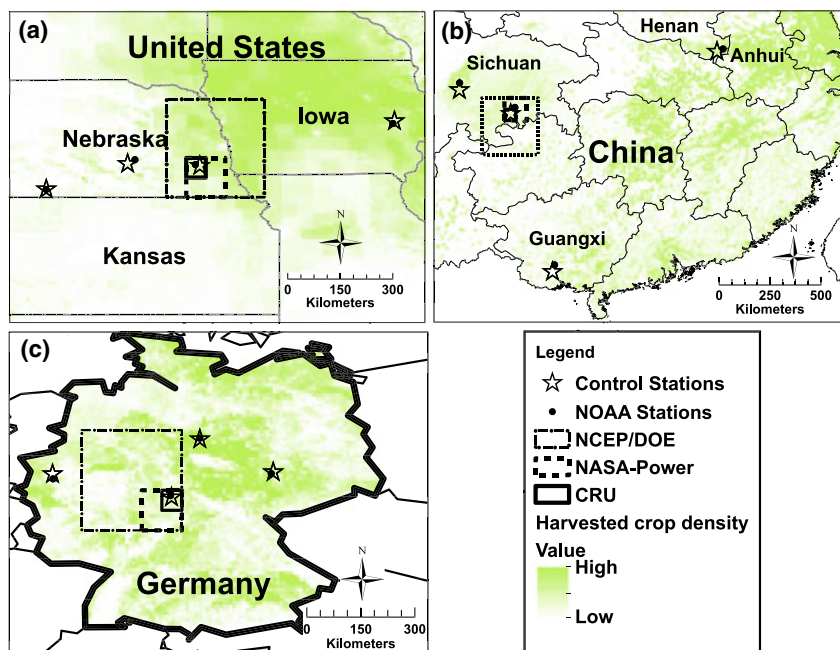 (a)
United States
Iowa
Nebraska
Kansas
N
0 150 300
Kilometers
(b)
Henan
Anhui
Sichuan
China
Guangxi
N
0 250 500
Kilometers
(c)
Germany
N
0 150 300
Kilometers
Legend
Control Stations
NOAA Stations
NCEP/DOE
NASA-Power
CRU
Harvested crop density
Value
High
Low